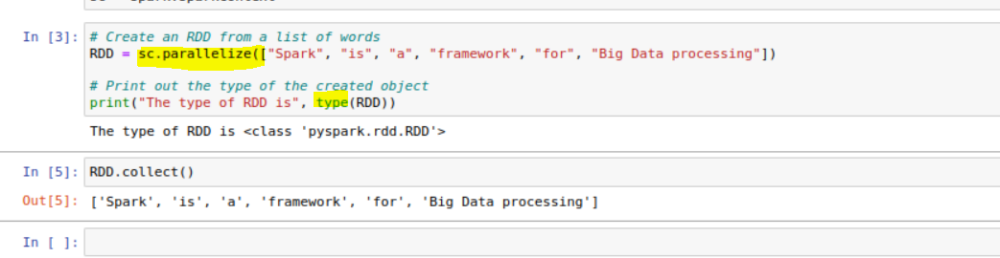 In [3]: # Create an RDD from a list of words
RDD = sc.parallelize(["Spark", "is", "a", "framework", "for", "Big Data processing"])
# Print out the type of the created object
print("The type of RDD is", type(RDD))
The type of RDD is <class 'pyspark.rdd.RDD'>
In [5]: RDD.collect()
Out[5]: ['Spark', 'is', 'a', 'framework', 'for', 'Big Data processing']
In [ ]: